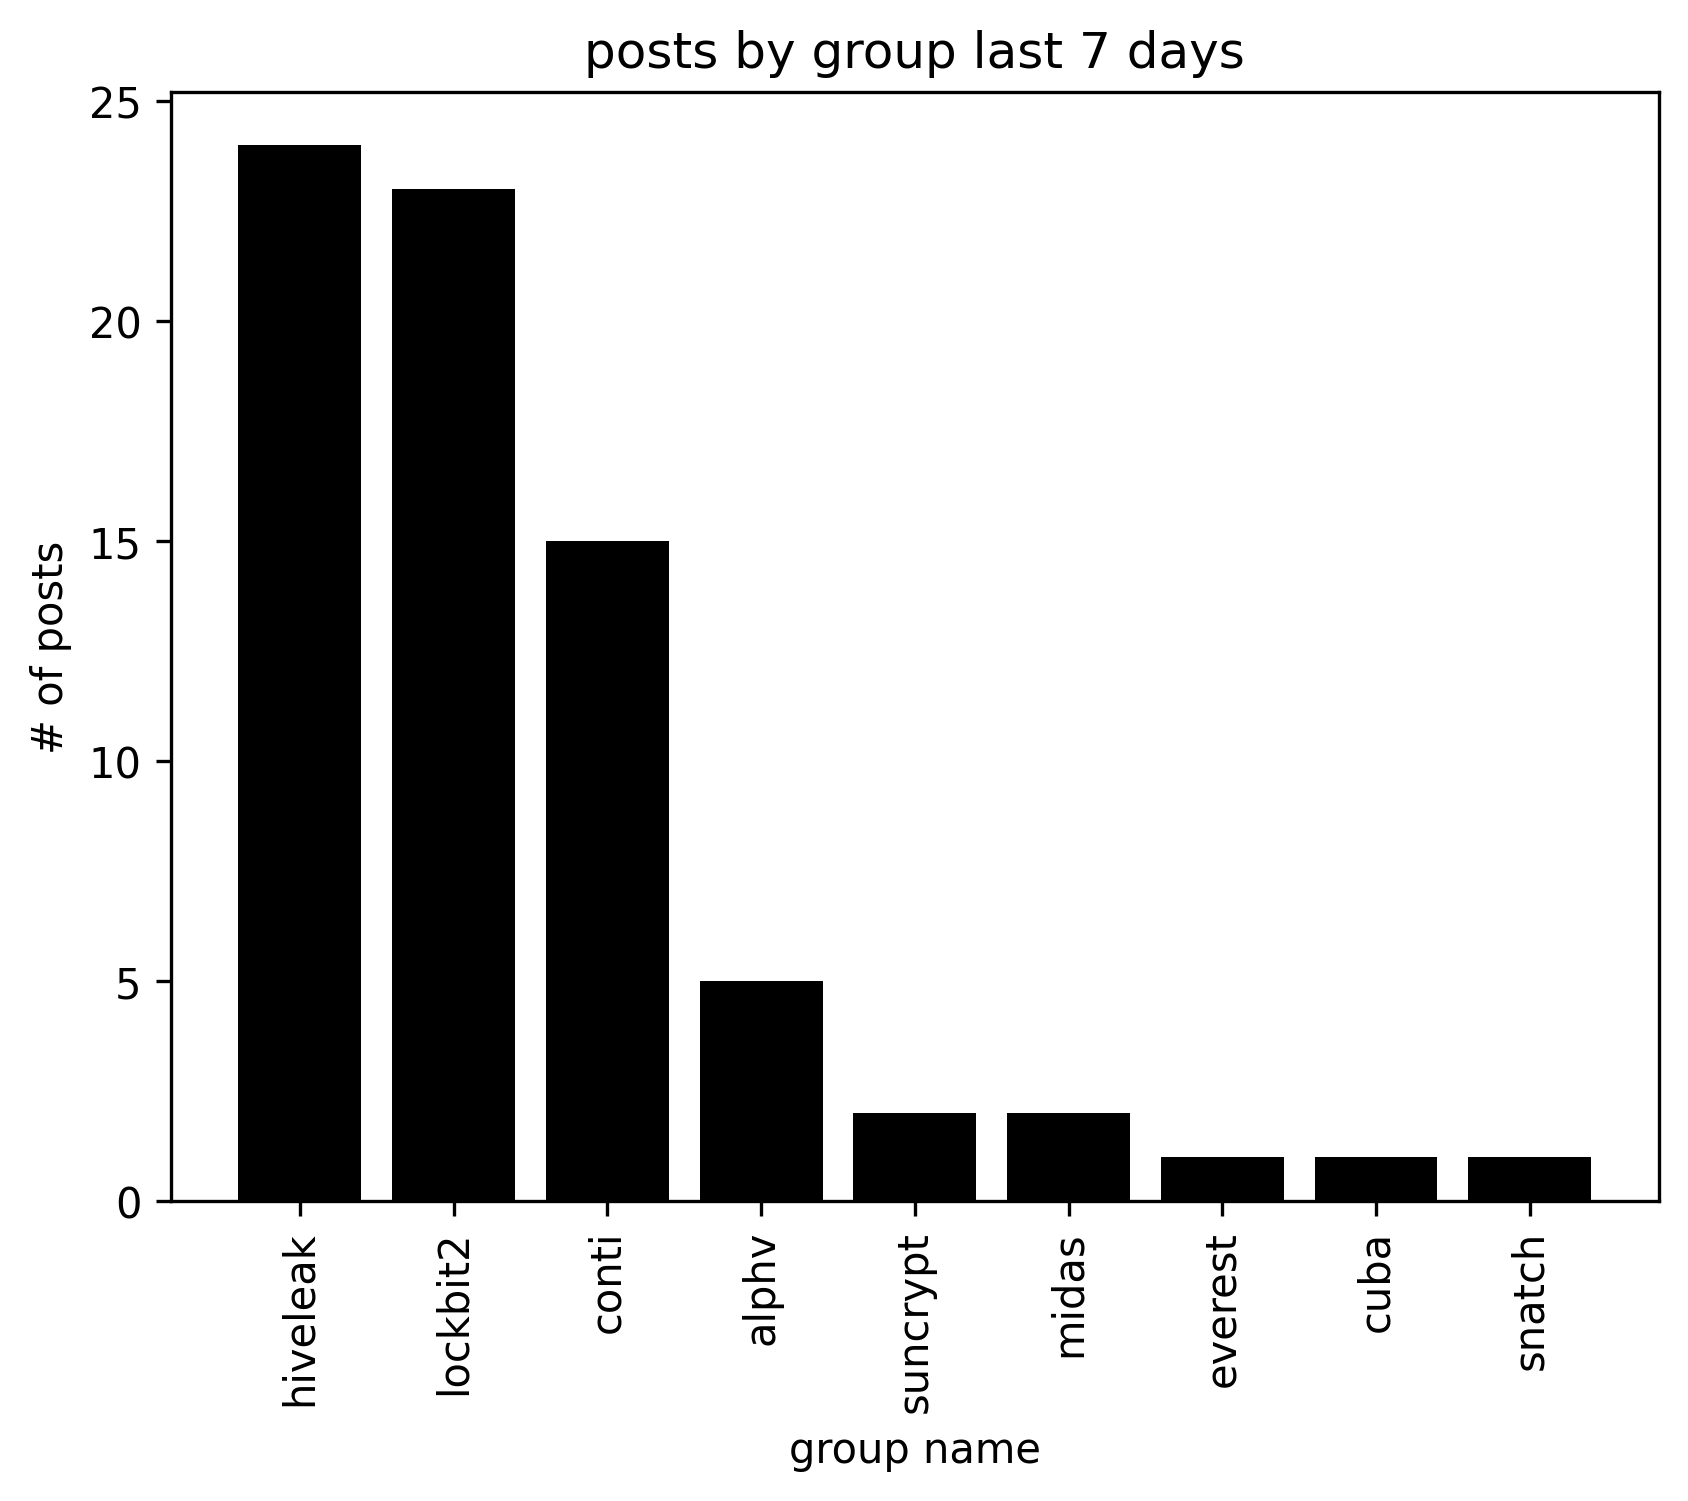 posts by group last 7 days
25
20
15
10
5
0
# of posts
hiveleak
lockbit2
conti
alphv
suncrypt
midas
everest
cuba
snatch
group name